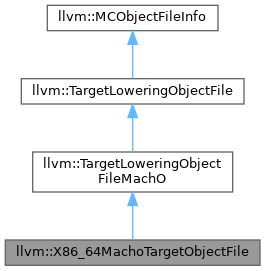 llvm::MCObjectFileInfo
llvm::TargetLoweringObjectFile
llvm::TargetLoweringObject
FileMachO
llvm::X86_64MachoTargetObjectFile